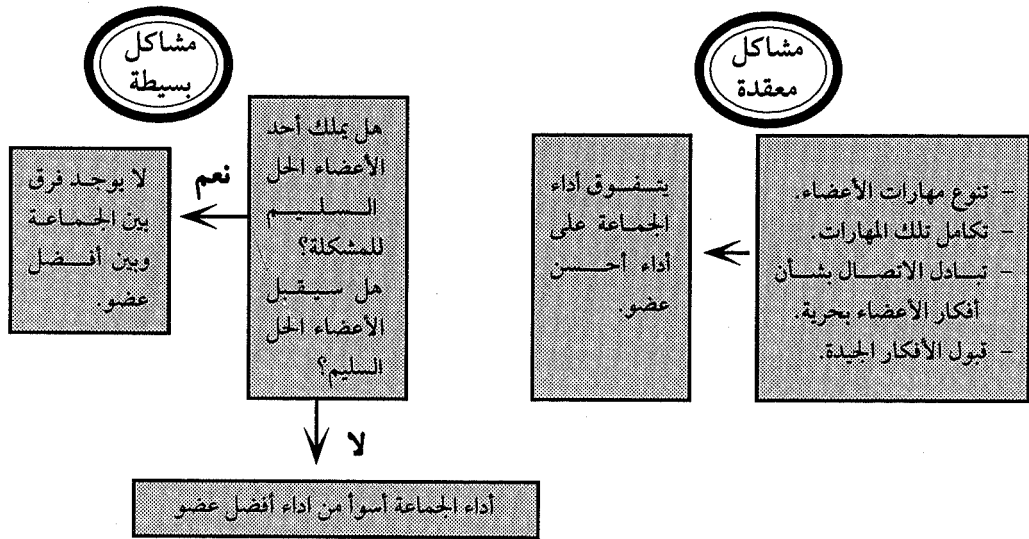 مشاكل
معقدة
- تنوع مهارات الأعضاء.
- تكامل تلك المهارات.
- تبادل الاتصال بشأن
أفكار الأعضاء بحرية.
- قبول الأفكار الجيدة.
يتفوق أداء
الجماعة على
أداء أحسن
عضو.
مشاكل
بسيطة
هل يملك أحد
الأعضاء الحل
السليم
للمشكلة؟
هل سيقبل
الأعضاء الحل
السليم؟
نعم
لا يوجد فرق
بين الجماعة
وبين أفضل
عضو.
لا
أداء الجماعة أسوأ من اداء أفضل عضو